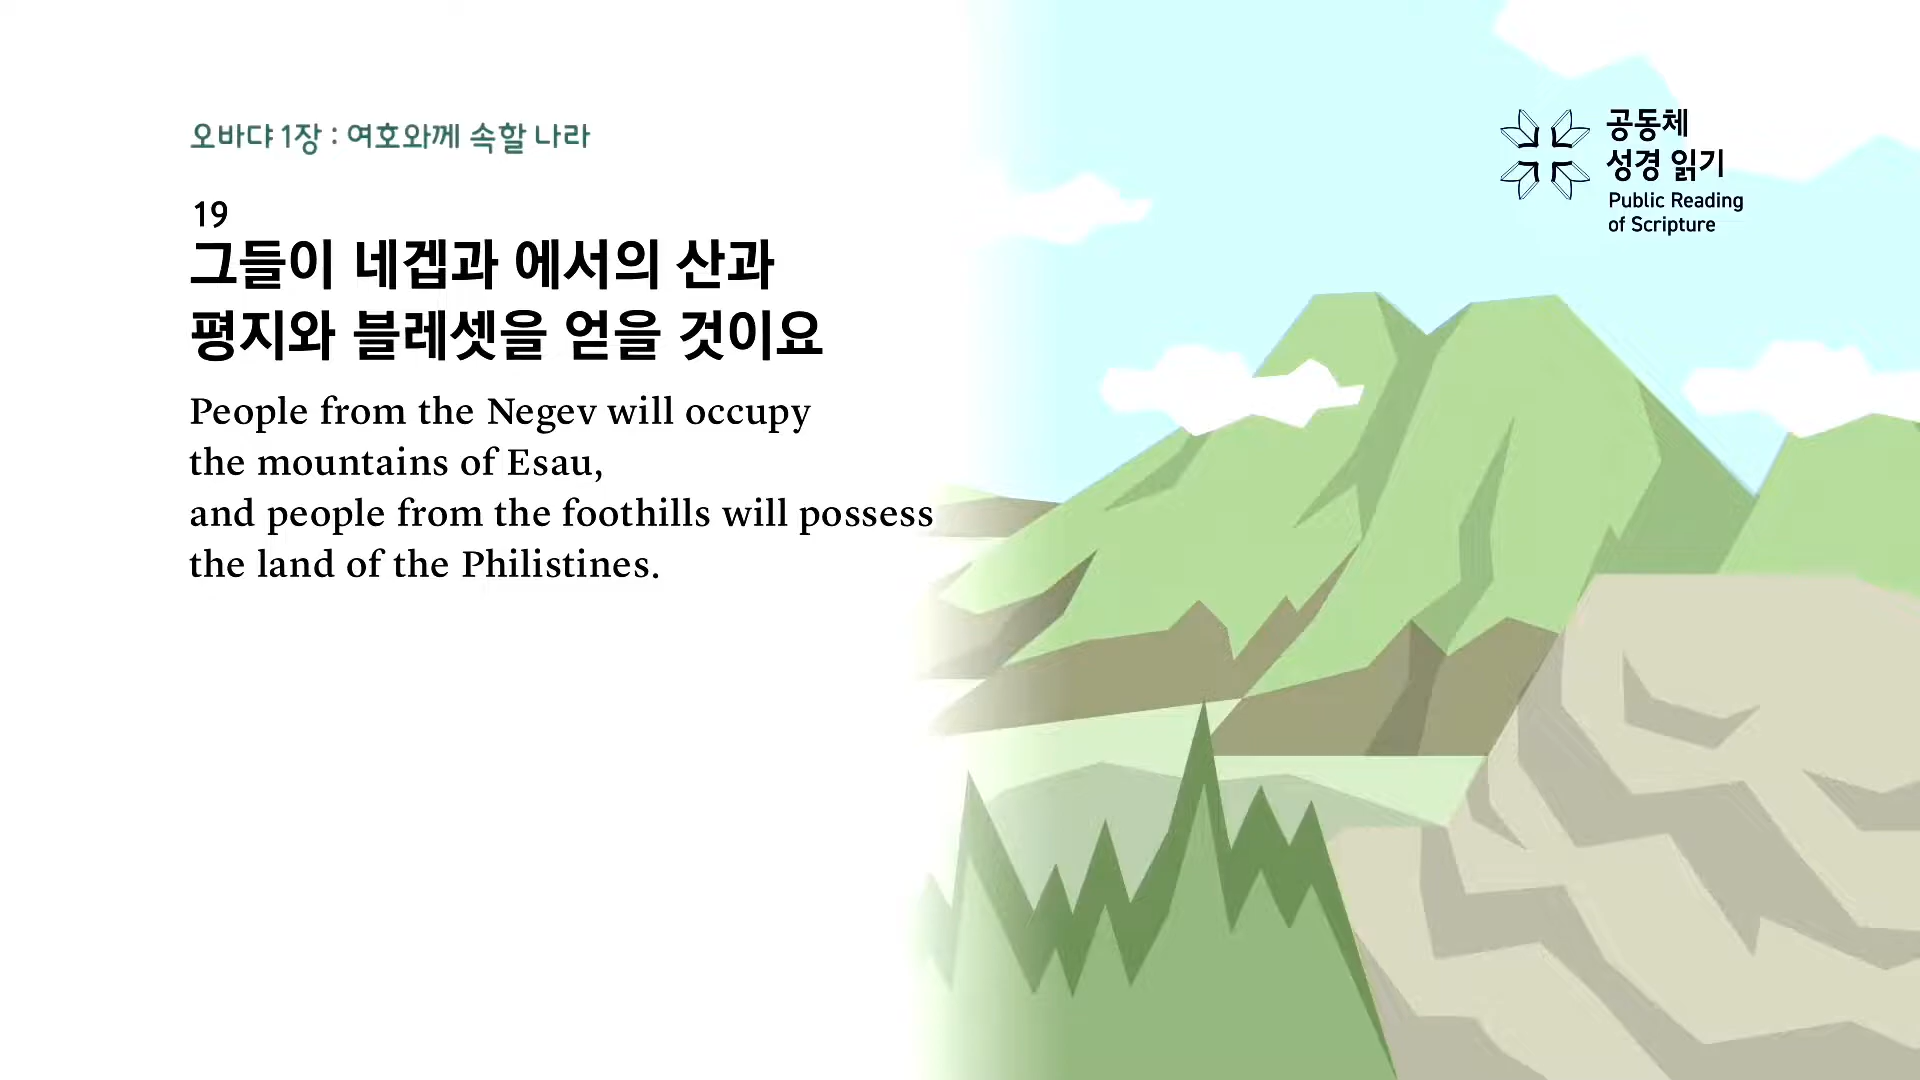 오바댜 1장 : 여호와께 속할 나라
19
그들이 네겝과 에서의 산과
평지와 블레셋을 얻을 것이요
People from the Negev will occupy
the mountains of Esau,
and people from the foothills will possess
the land of the Philistines.
공동체
성경 읽기
Public Reading
of Scripture